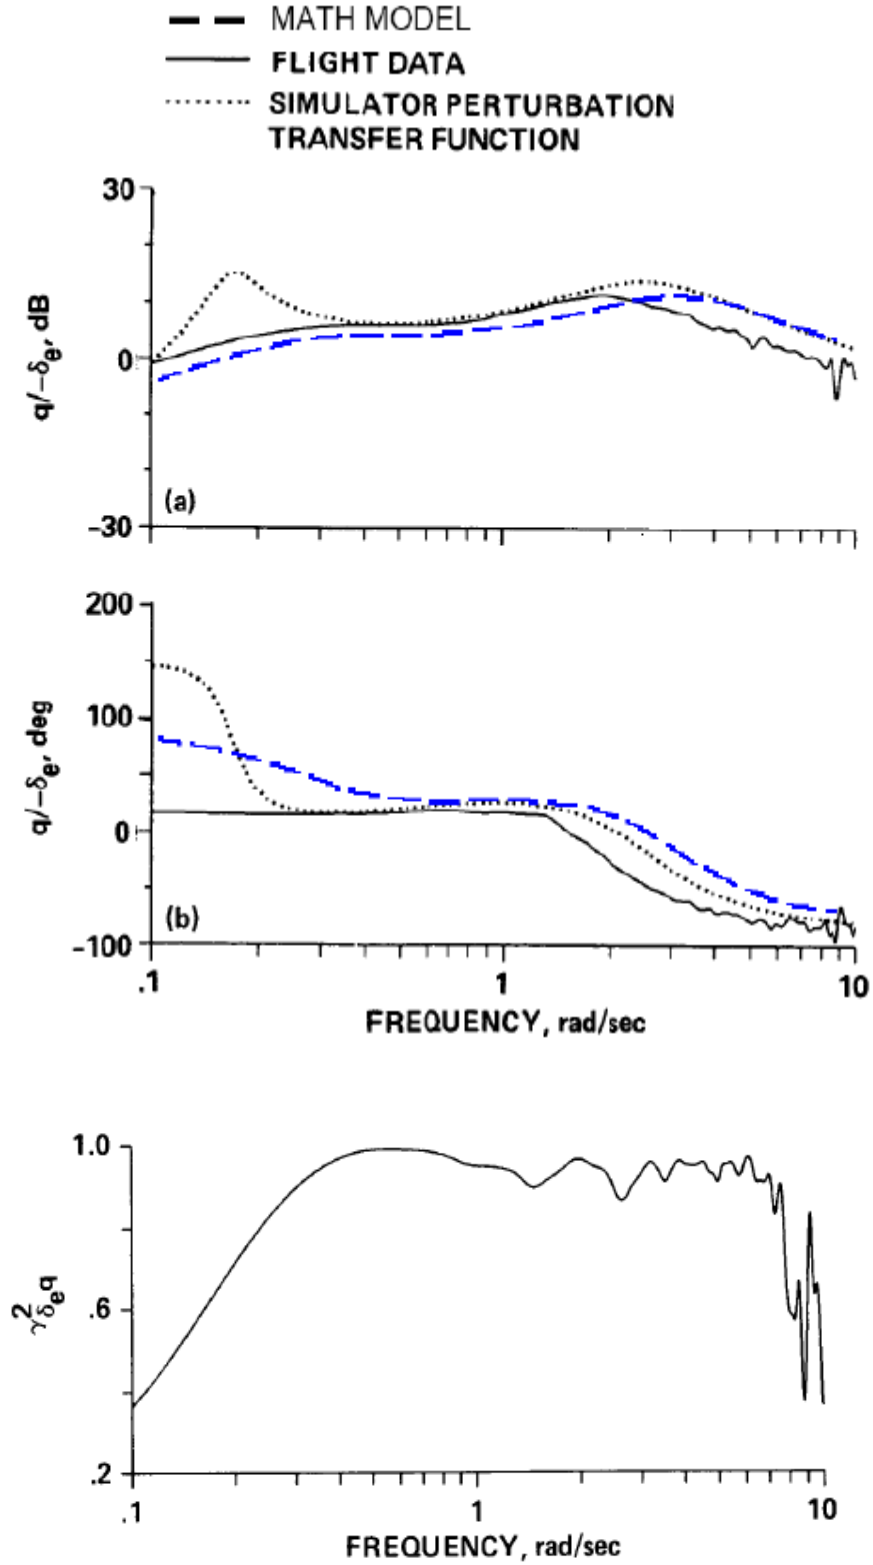 MATH MODEL
FLIGHT DATA
SIMULATOR PERTURBATION
TRANSFER FUNCTION
30
0
−30
q/−δe, dB
(a)
200
100
0
−100
q/−δe, deg
(b)
.1
1
10
FREQUENCY, rad/sec
1.0
.6
.2
γ²δeq
.1
1
10
FREQUENCY, rad/sec